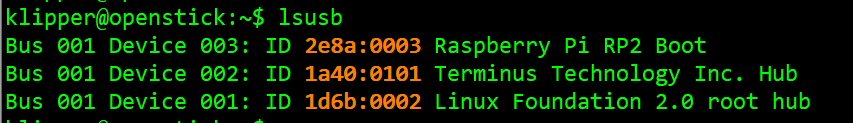 klipper@openstick:~$ lsusb
Bus 001 Device 003: ID 2e8a:0003 Raspberry Pi RP2 Boot
Bus 001 Device 002: ID 1a40:0101 Terminus Technology Inc. Hub
Bus 001 Device 001: ID 1d6b:0002 Linux Foundation 2.0 root hub